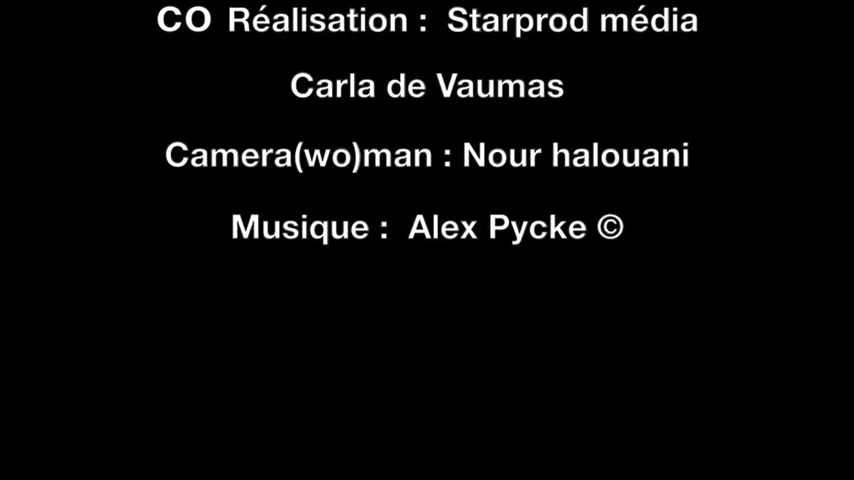 CO Réalisation : Starprod média
Carla de Vaumas
Camera(wo)man : Nour halouani
Musique : Alex Pycke ©